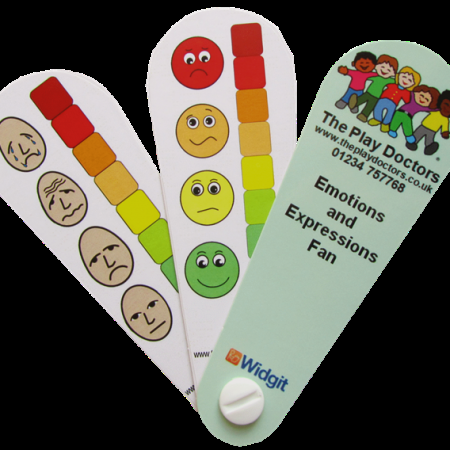 The Play Doctors
www.theplaydoctors.co.uk
01234 757768
Emotions
and
Expressions
Fan
Widgit